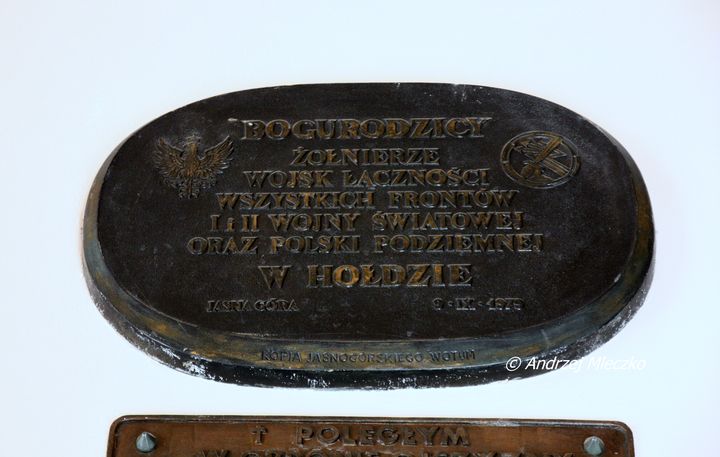 BOGURODZICY
ŻOŁNIERZE
WOJSK ŁĄCZNOŚCI
WSZYSTKICH FRONTÓW
I i II WOJNY ŚWIATOWEJ
ORAZ POLSKI PODZIEMNEJ
W HOŁDZIE
JASNA GÓRA 9·IX·1979
KOPIA JASNOGÓRSKIEGO WOTUM
© Andrzej Mleczko
† POLEGŁYM